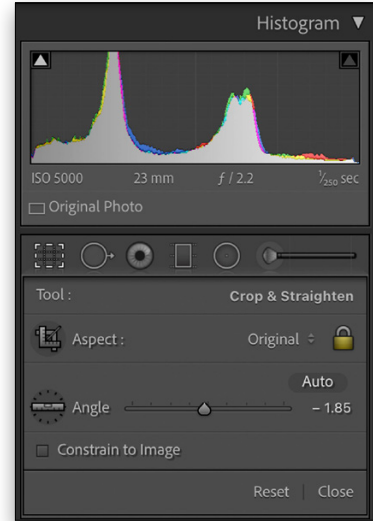 Histogram ▼
ISO 5000 23 mm ƒ / 2.2 1/250 sec
Original Photo
Tool : Crop & Straighten
Aspect : Original
Auto
Angle – 1.85
Constrain to Image
Reset | Close